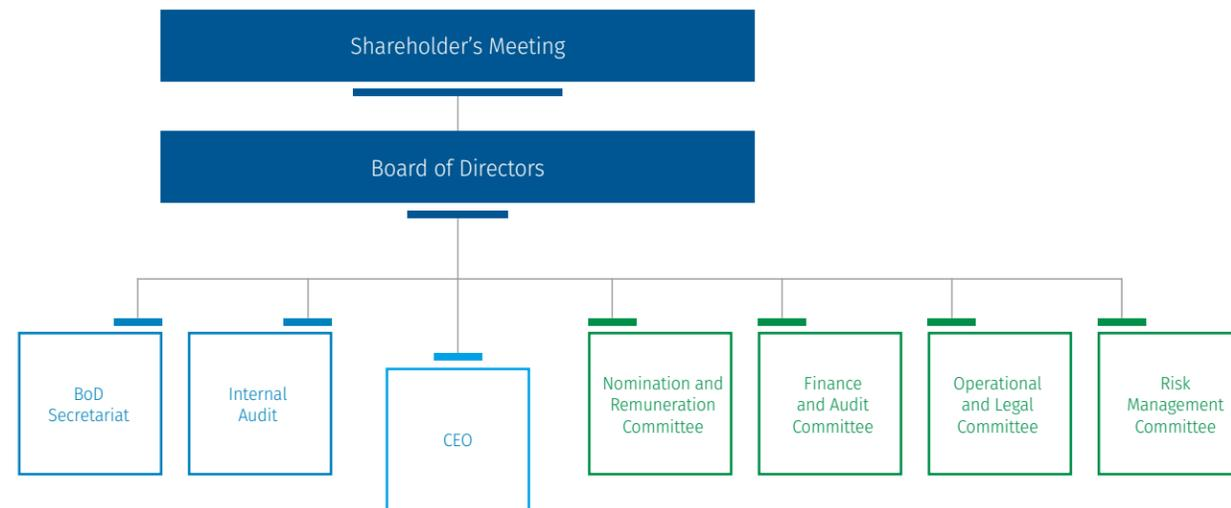 Shareholder’s Meeting
Board of Directors
BoD
Secretariat
Internal
Audit
CEO
Nomination and
Remuneration
Committee
Finance
and Audit
Committee
Operational
and Legal
Committee
Risk
Management
Committee